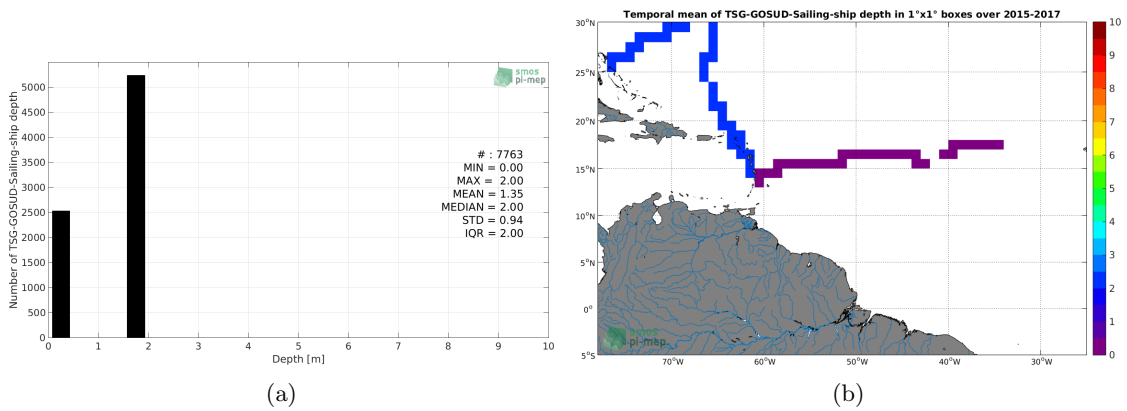 Number of TSG-GOSUD-Sailing-ship depth
5000
4500
4000
3500
3000
2500
2000
1500
1000
500
0
smos
pi-mep
# : 7763
MIN = 0.00
MAX = 2.00
MEAN = 1.35
MEDIAN = 2.00
STD = 0.94
IQR = 2.00
0 1 2 3 4 5 6 7 8 9 10
Depth [m]
(a)
Temporal mean of TSG-GOSUD-Sailing-ship depth in 1°x1° boxes over 2015-2017
30°N
25°N
20°N
15°N
10°N
5°N
0°
5°S
smos
pi-mep
70°W 60°W 50°W 40°W 30°W
10
9
8
7
6
5
4
3
2
1
0
(b)